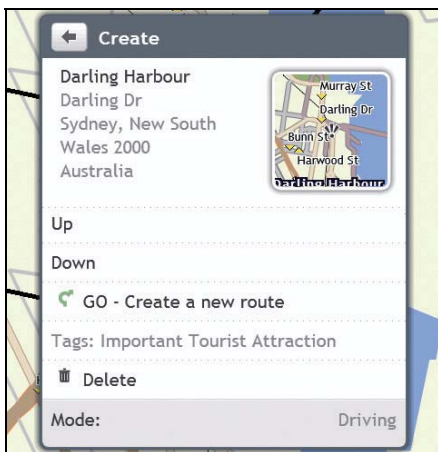 Create
Darling Harbour
Darling Dr
Sydney, New South
Wales 2000
Australia
Murray St
Darling Dr
Bunn St
Harwood St
Darling Harbour
Up
Down
GO - Create a new route
Tags: Important Tourist Attraction
Delete
Mode: Driving